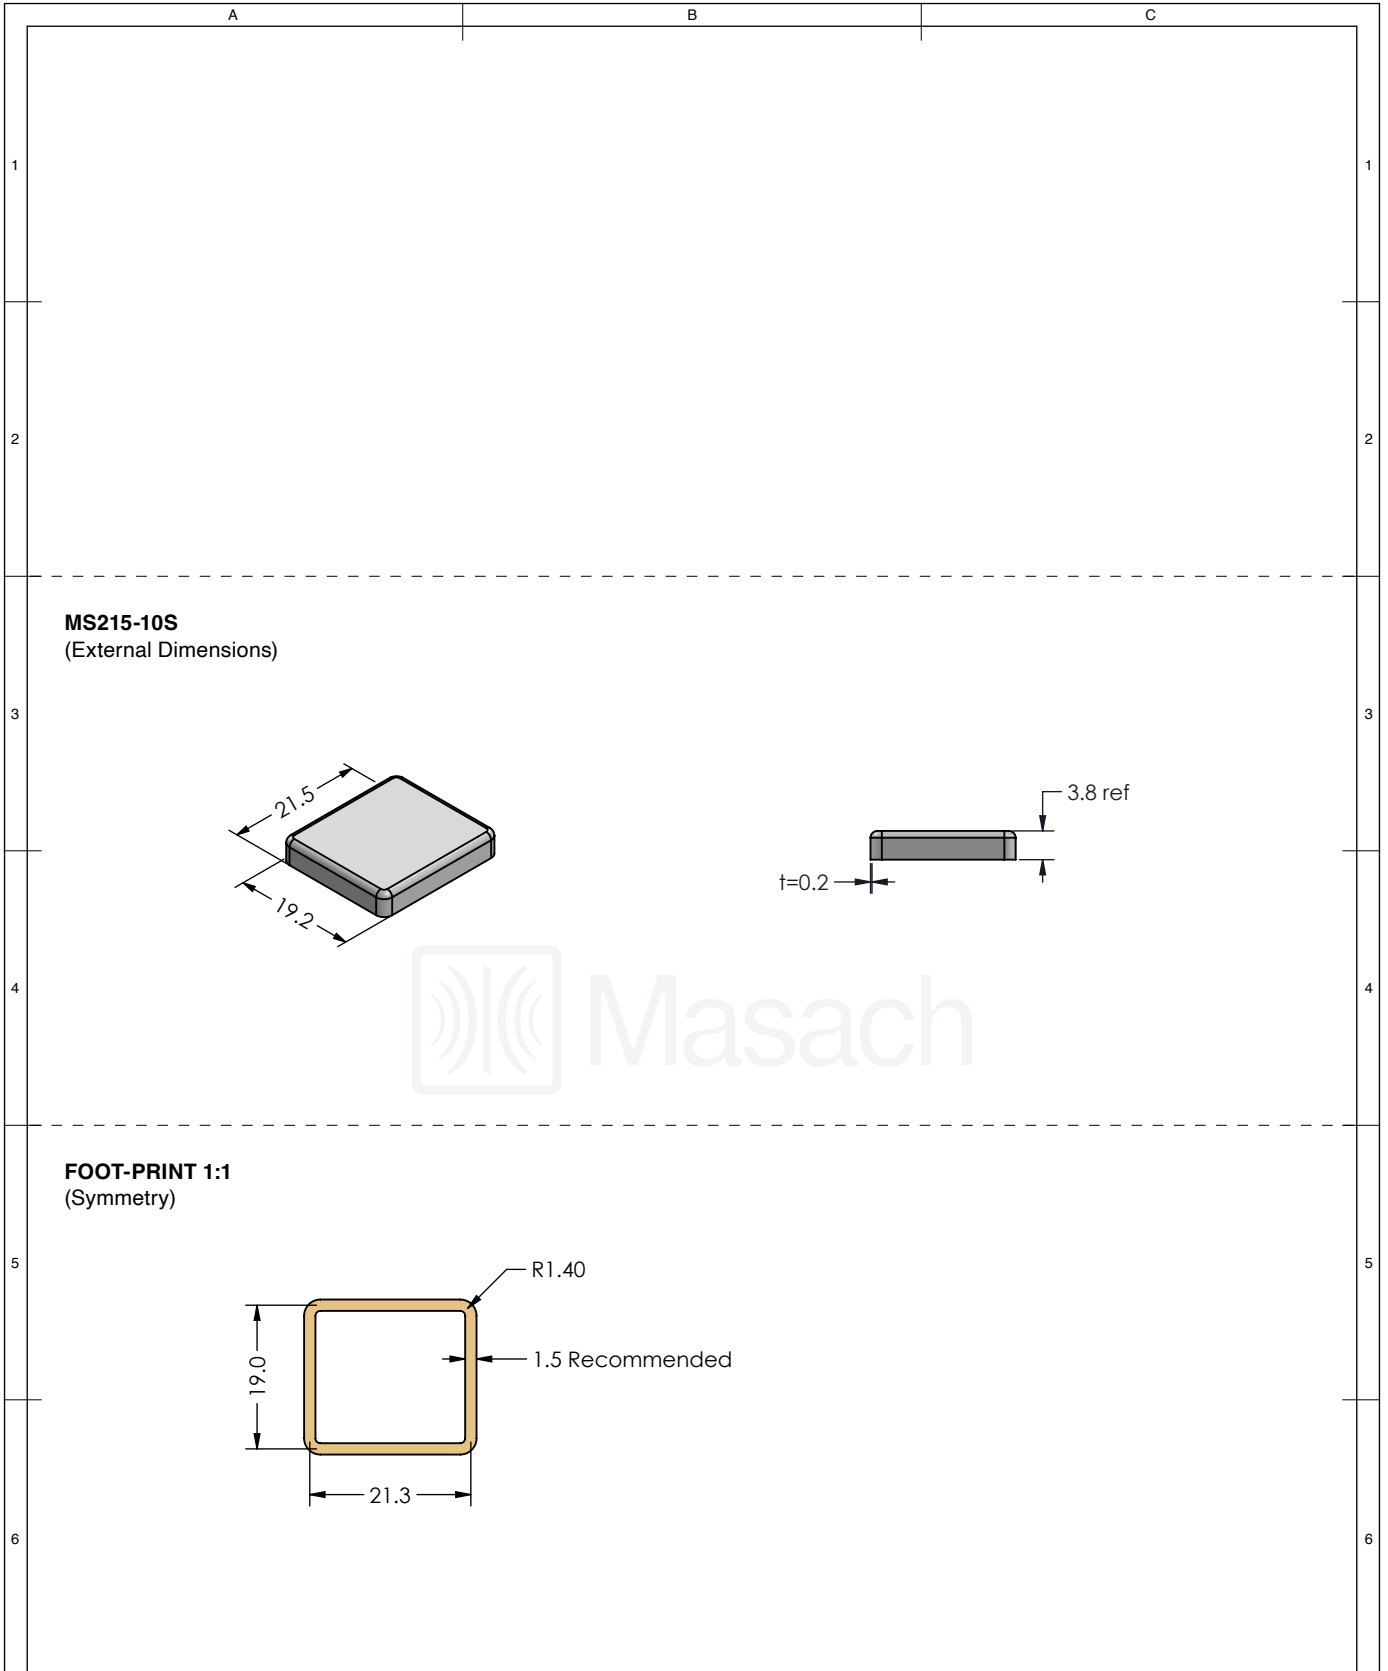 A B C
1 1
2 2
MS215-10S
(External Dimensions)
3 3
21.5
3.8 ref
t=0.2
19.2
Masach
4 4
FOOT-PRINT 1:1
(Symmetry)
5 5
R1.40
1.5 Recommended
19.0
21.3
6 6